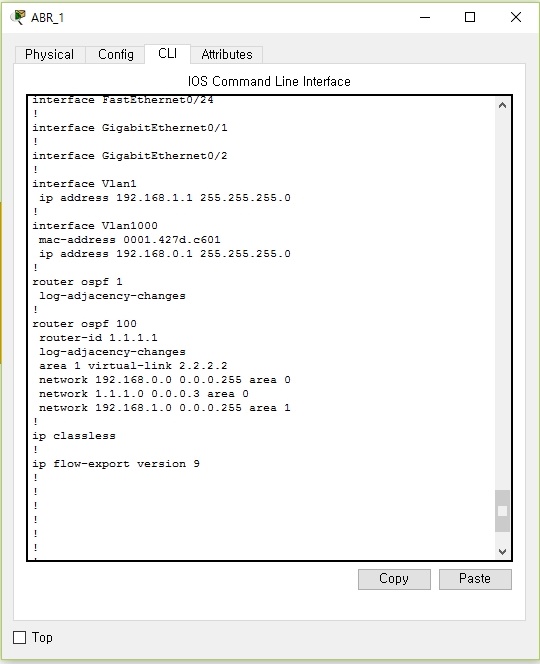 ABR_1
Physical Config CLI Attributes
IOS Command Line Interface
interface FastEthernet0/24
!
interface GigabitEthernet0/1
!
interface GigabitEthernet0/2
!
interface Vlan1
ip address 192.168.1.1 255.255.255.0
!
interface Vlan1000
mac-address 0001.427d.c601
ip address 192.168.0.1 255.255.255.0
!
router ospf 1
log-adjacency-changes
!
router ospf 100
router-id 1.1.1.1
log-adjacency-changes
area 1 virtual-link 2.2.2.2
network 192.168.0.0 0.0.0.255 area 0
network 1.1.1.0 0.0.0.3 area 0
network 192.168.1.0 0.0.0.255 area 1
!
ip classless
!
ip flow-export version 9
!
!
!
!
!
!
!
Copy Paste
Top